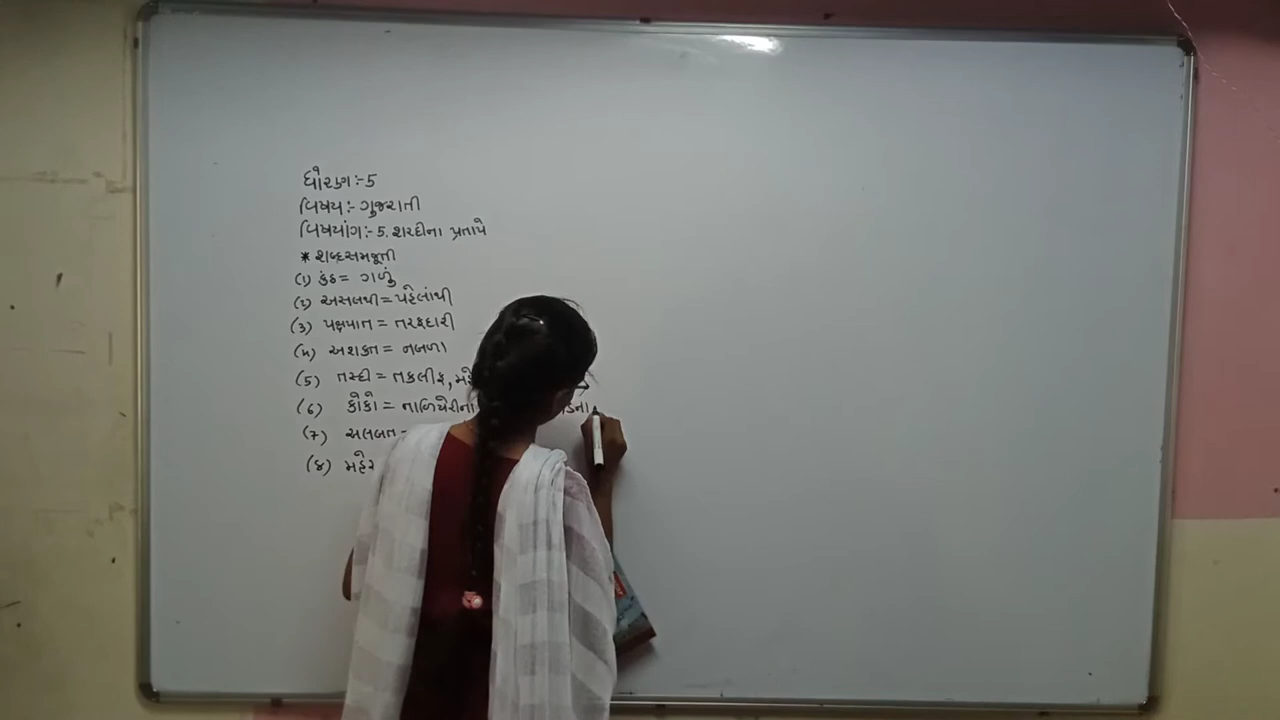 ધોરણ:-5
વિષય:- ગુજરાતી
વિષયાંગ:- 5. શરદીના પ્રતાપે
* શબ્દસમજૂતી
(1) કંઠ = ગળું
(2) અસલથી = પહેલાંથી
(3) પક્ષપાત = તરફદારી
(4) અશક્ત = નબળા
(5) તસ્દી = તકલીફ,
(6) કોકો = નાળિયેરીના
(7) અલબત =
(8) મહેર